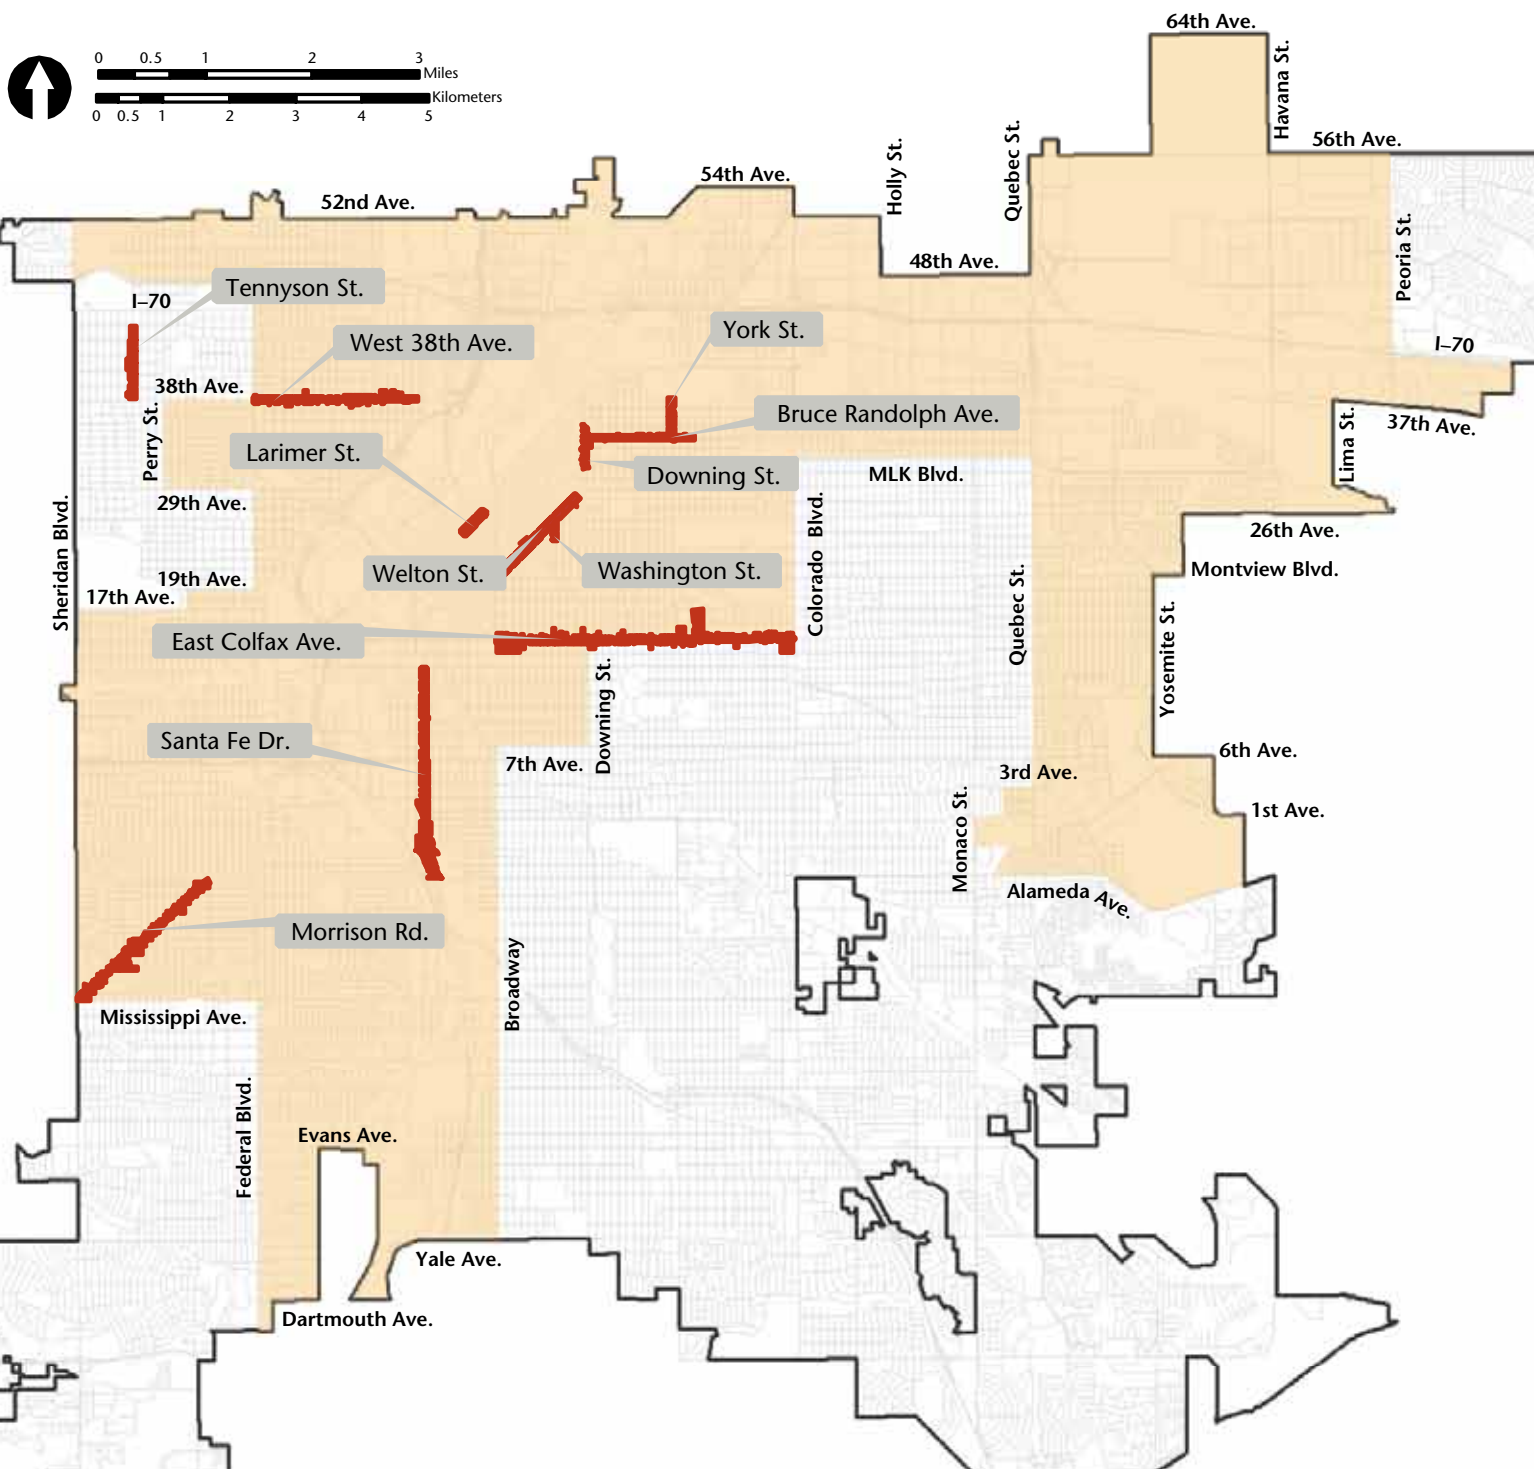 64th Ave.
Havana St.
0 0.5 1 2 3
Miles
Kilometers
0 0.5 1 2 3 4 5
56th Ave.
Holly St.
Quebec St.
54th Ave.
52nd Ave.
Peoria St.
48th Ave.
Tennyson St.
I–70
York St.
West 38th Ave.
I–70
38th Ave.
Bruce Randolph Ave.
37th Ave.
Perry St.
Lima St.
Larimer St.
Downing St.
MLK Blvd.
29th Ave.
26th Ave.
Sheridan Blvd.
Colorado Blvd.
Welton St.
Washington St.
Montview Blvd.
19th Ave.
17th Ave.
Quebec St.
East Colfax Ave.
Yosemite St.
Downing St.
Santa Fe Dr.
7th Ave.
6th Ave.
3rd Ave.
1st Ave.
Monaco St.
Alameda Ave.
Morrison Rd.
Broadway
Mississippi Ave.
Federal Blvd.
Evans Ave.
Yale Ave.
Dartmouth Ave.